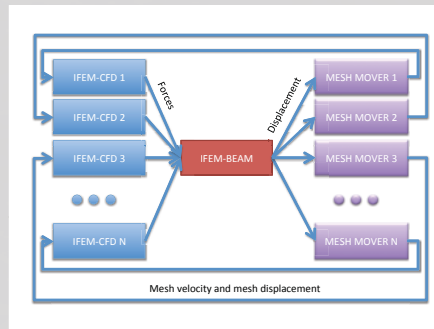 IFEM-CFD 1
IFEM-CFD 2
IFEM-CFD 3
IFEM-CFD N
Forces
IFEM-BEAM
Displacement
MESH MOVER 1
MESH MOVER 2
MESH MOVER 3
MESH MOVER N
Mesh velocity and mesh displacement